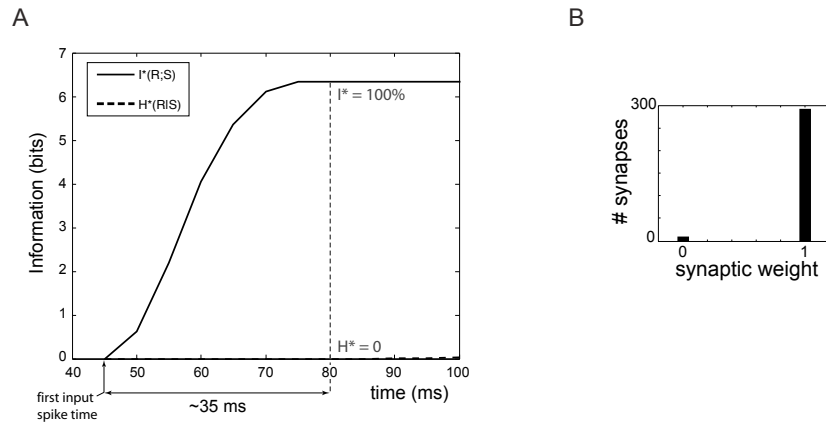 A
B
7
6
5
4
3
2
1
0
Information (bits)
I*(R;S)
H*(R|S)
I* = 100%
H* = 0
40
50
60
70
80
90
100
time (ms)
first input
spike time
~35 ms
300
0
# synapses
0
1
synaptic weight